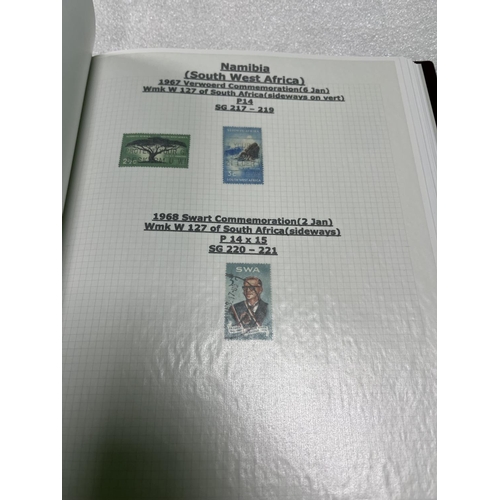 Namibia
(South West Africa)
1967 Verwoerd Commemoration(6 Jan)
Wmk W 127 of South Africa(sideways on vert)
P14
SG 217 – 219
1968 Swart Commemoration(2 Jan)
Wmk W 127 of South Africa(sideways)
P 14 x 15
SG 220 – 221
SWA